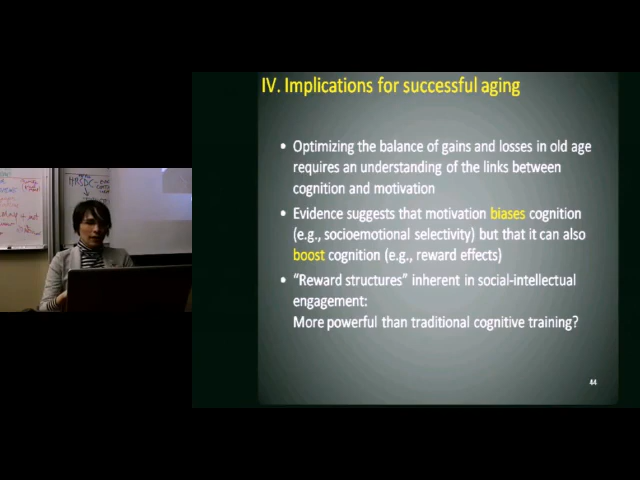 IV. Implications for successful aging
• Optimizing the balance of gains and losses in old age
requires an understanding of the links between
cognition and motivation
• Evidence suggests that motivation biases cognition
(e.g., socioemotional selectivity) but that it can also
boost cognition (e.g., reward effects)
• “Reward structures” inherent in social-intellectual
engagement:
More powerful than traditional cognitive training?
44